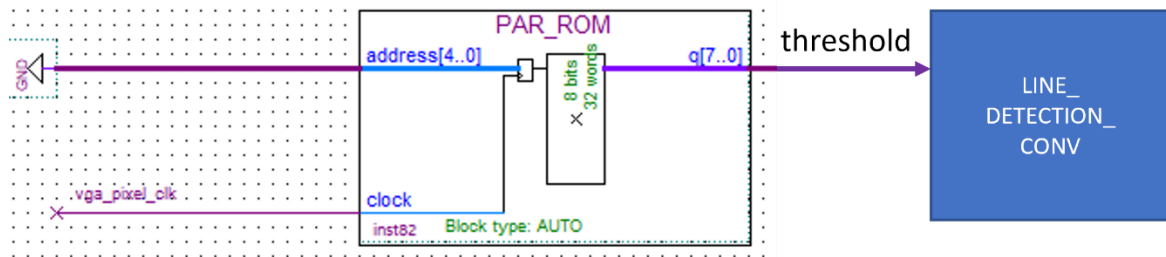 PAR_ROM
GND
address[4..0]
q[7..0]
8 bits
32 words
threshold
LINE_
DETECTION_
CONV
vga_pixel_clk
clock
inst82
Block type: AUTO